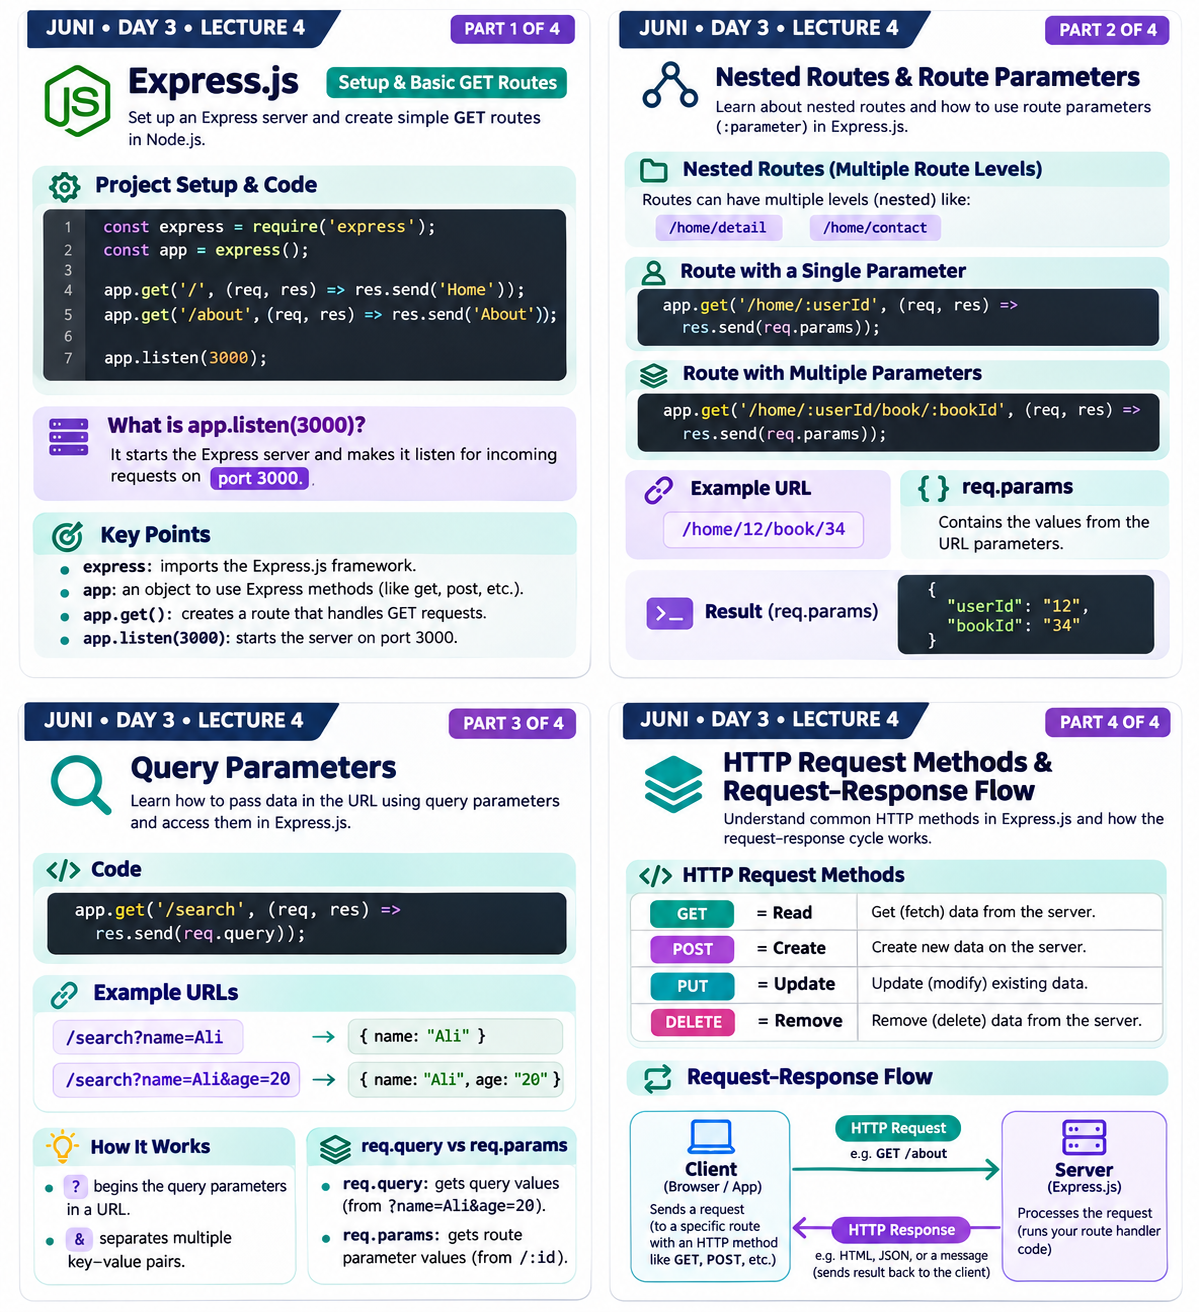 JUNI • DAY 3 • LECTURE 4
PART 1 OF 4
JS
Express.js
Setup & Basic GET Routes
Set up an Express server and create simple GET routes
in Node.js.
Project Setup & Code
1 const express = require('express');
2 const app = express();
3
4 app.get('/', (req, res) => res.send('Home'));
5 app.get('/about', (req, res) => res.send('About'));
6
7 app.listen(3000);
What is app.listen(3000)?
It starts the Express server and makes it listen for incoming
requests on port 3000. .
Key Points
• express: imports the Express.js framework.
• app: an object to use Express methods (like get, post, etc.).
• app.get(): creates a route that handles GET requests.
• app.listen(3000): starts the server on port 3000.
JUNI • DAY 3 • LECTURE 4
PART 2 OF 4
Nested Routes & Route Parameters
Learn about nested routes and how to use route parameters
(:parameter) in Express.js.
Nested Routes (Multiple Route Levels)
Routes can have multiple levels (nested) like:
/home/detail /home/contact
Route with a Single Parameter
app.get('/home/:userId', (req, res) =>
res.send(req.params));
Route with Multiple Parameters
app.get('/home/:userId/book/:bookId', (req, res) =>
res.send(req.params));
Example URL
/home/12/book/34
{ } req.params
Contains the values from the
URL parameters.
>_ Result (req.params)
{
"userId": "12",
"bookId": "34"
}
JUNI • DAY 3 • LECTURE 4
PART 3 OF 4
Query Parameters
Learn how to pass data in the URL using query parameters
and access them in Express.js.
</> Code
app.get('/search', (req, res) =>
res.send(req.query));
Example URLs
/search?name=Ali → { name: "Ali" }
/search?name=Ali&age=20 → { name: "Ali", age: "20" }
How It Works
• ? begins the query parameters
in a URL.
• & separates multiple
key–value pairs.
req.query vs req.params
• req.query: gets query values
(from ?name=Ali&age=20).
• req.params: gets route
parameter values (from /:id).
JUNI • DAY 3 • LECTURE 4
PART 4 OF 4
HTTP Request Methods &
Request–Response Flow
Understand common HTTP methods in Express.js and how the
request–response cycle works.
</> HTTP Request Methods
GET = Read Get (fetch) data from the server.
POST = Create Create new data on the server.
PUT = Update Update (modify) existing data.
DELETE = Remove Remove (delete) data from the server.
Request–Response Flow
Client
(Browser / App)
Sends a request
(to a specific route
with an HTTP method
like GET, POST, etc.)
HTTP Request
e.g. GET /about
HTTP Response
e.g. HTML, JSON, or a message
(sends result back to the client)
Server
(Express.js)
Processes the request
(runs your route handler
code)